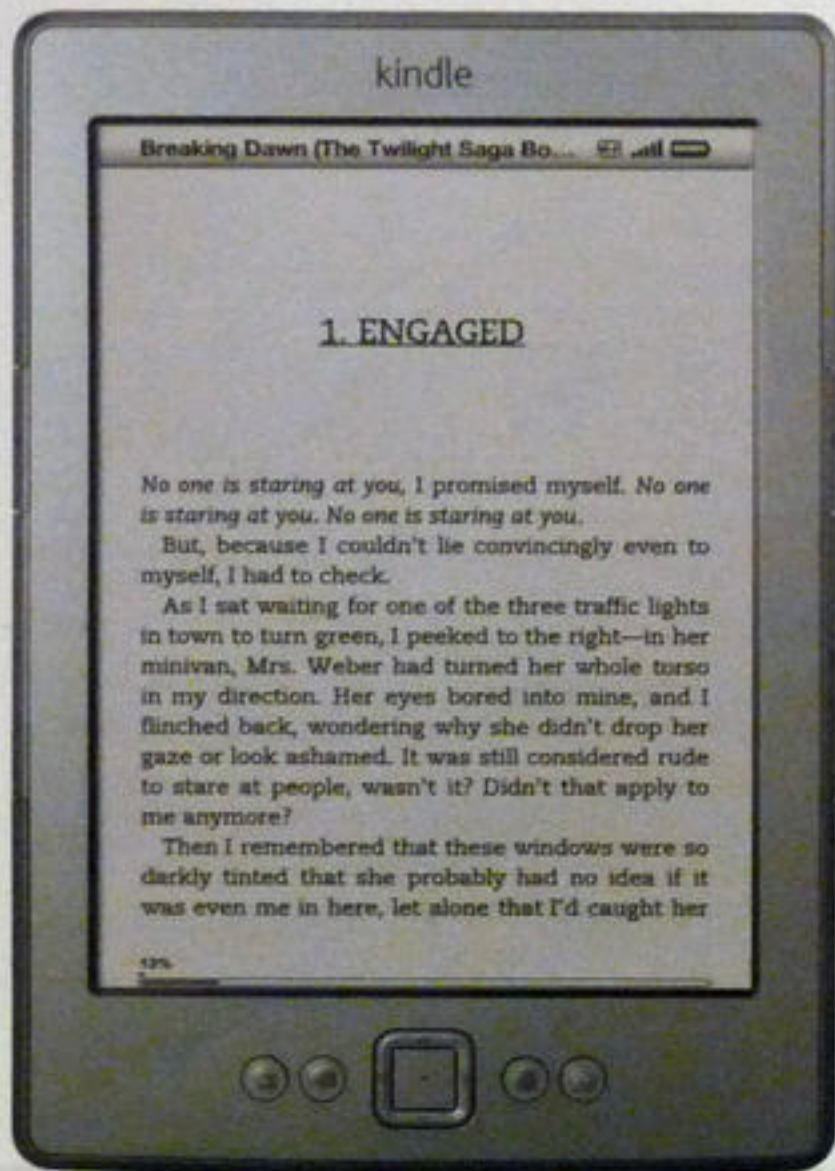 kindle
Breaking Dawn (The Twilight Saga Bo...
1. ENGAGED
No one is staring at you, I promised myself. No one
is staring at you. No one is staring at you.
But, because I couldn't lie convincingly even to
myself, I had to check.
As I sat waiting for one of the three traffic lights
in town to turn green, I peeked to the right—in her
minivan, Mrs. Weber had turned her whole torso
in my direction. Her eyes bored into mine, and I
flinched back, wondering why she didn't drop her
gaze or look ashamed. It was still considered rude
to stare at people, wasn't it? Didn't that apply to
me anymore?
Then I remembered that these windows were so
darkly tinted that she probably had no idea if it
was even me in here, let alone that I'd caught her